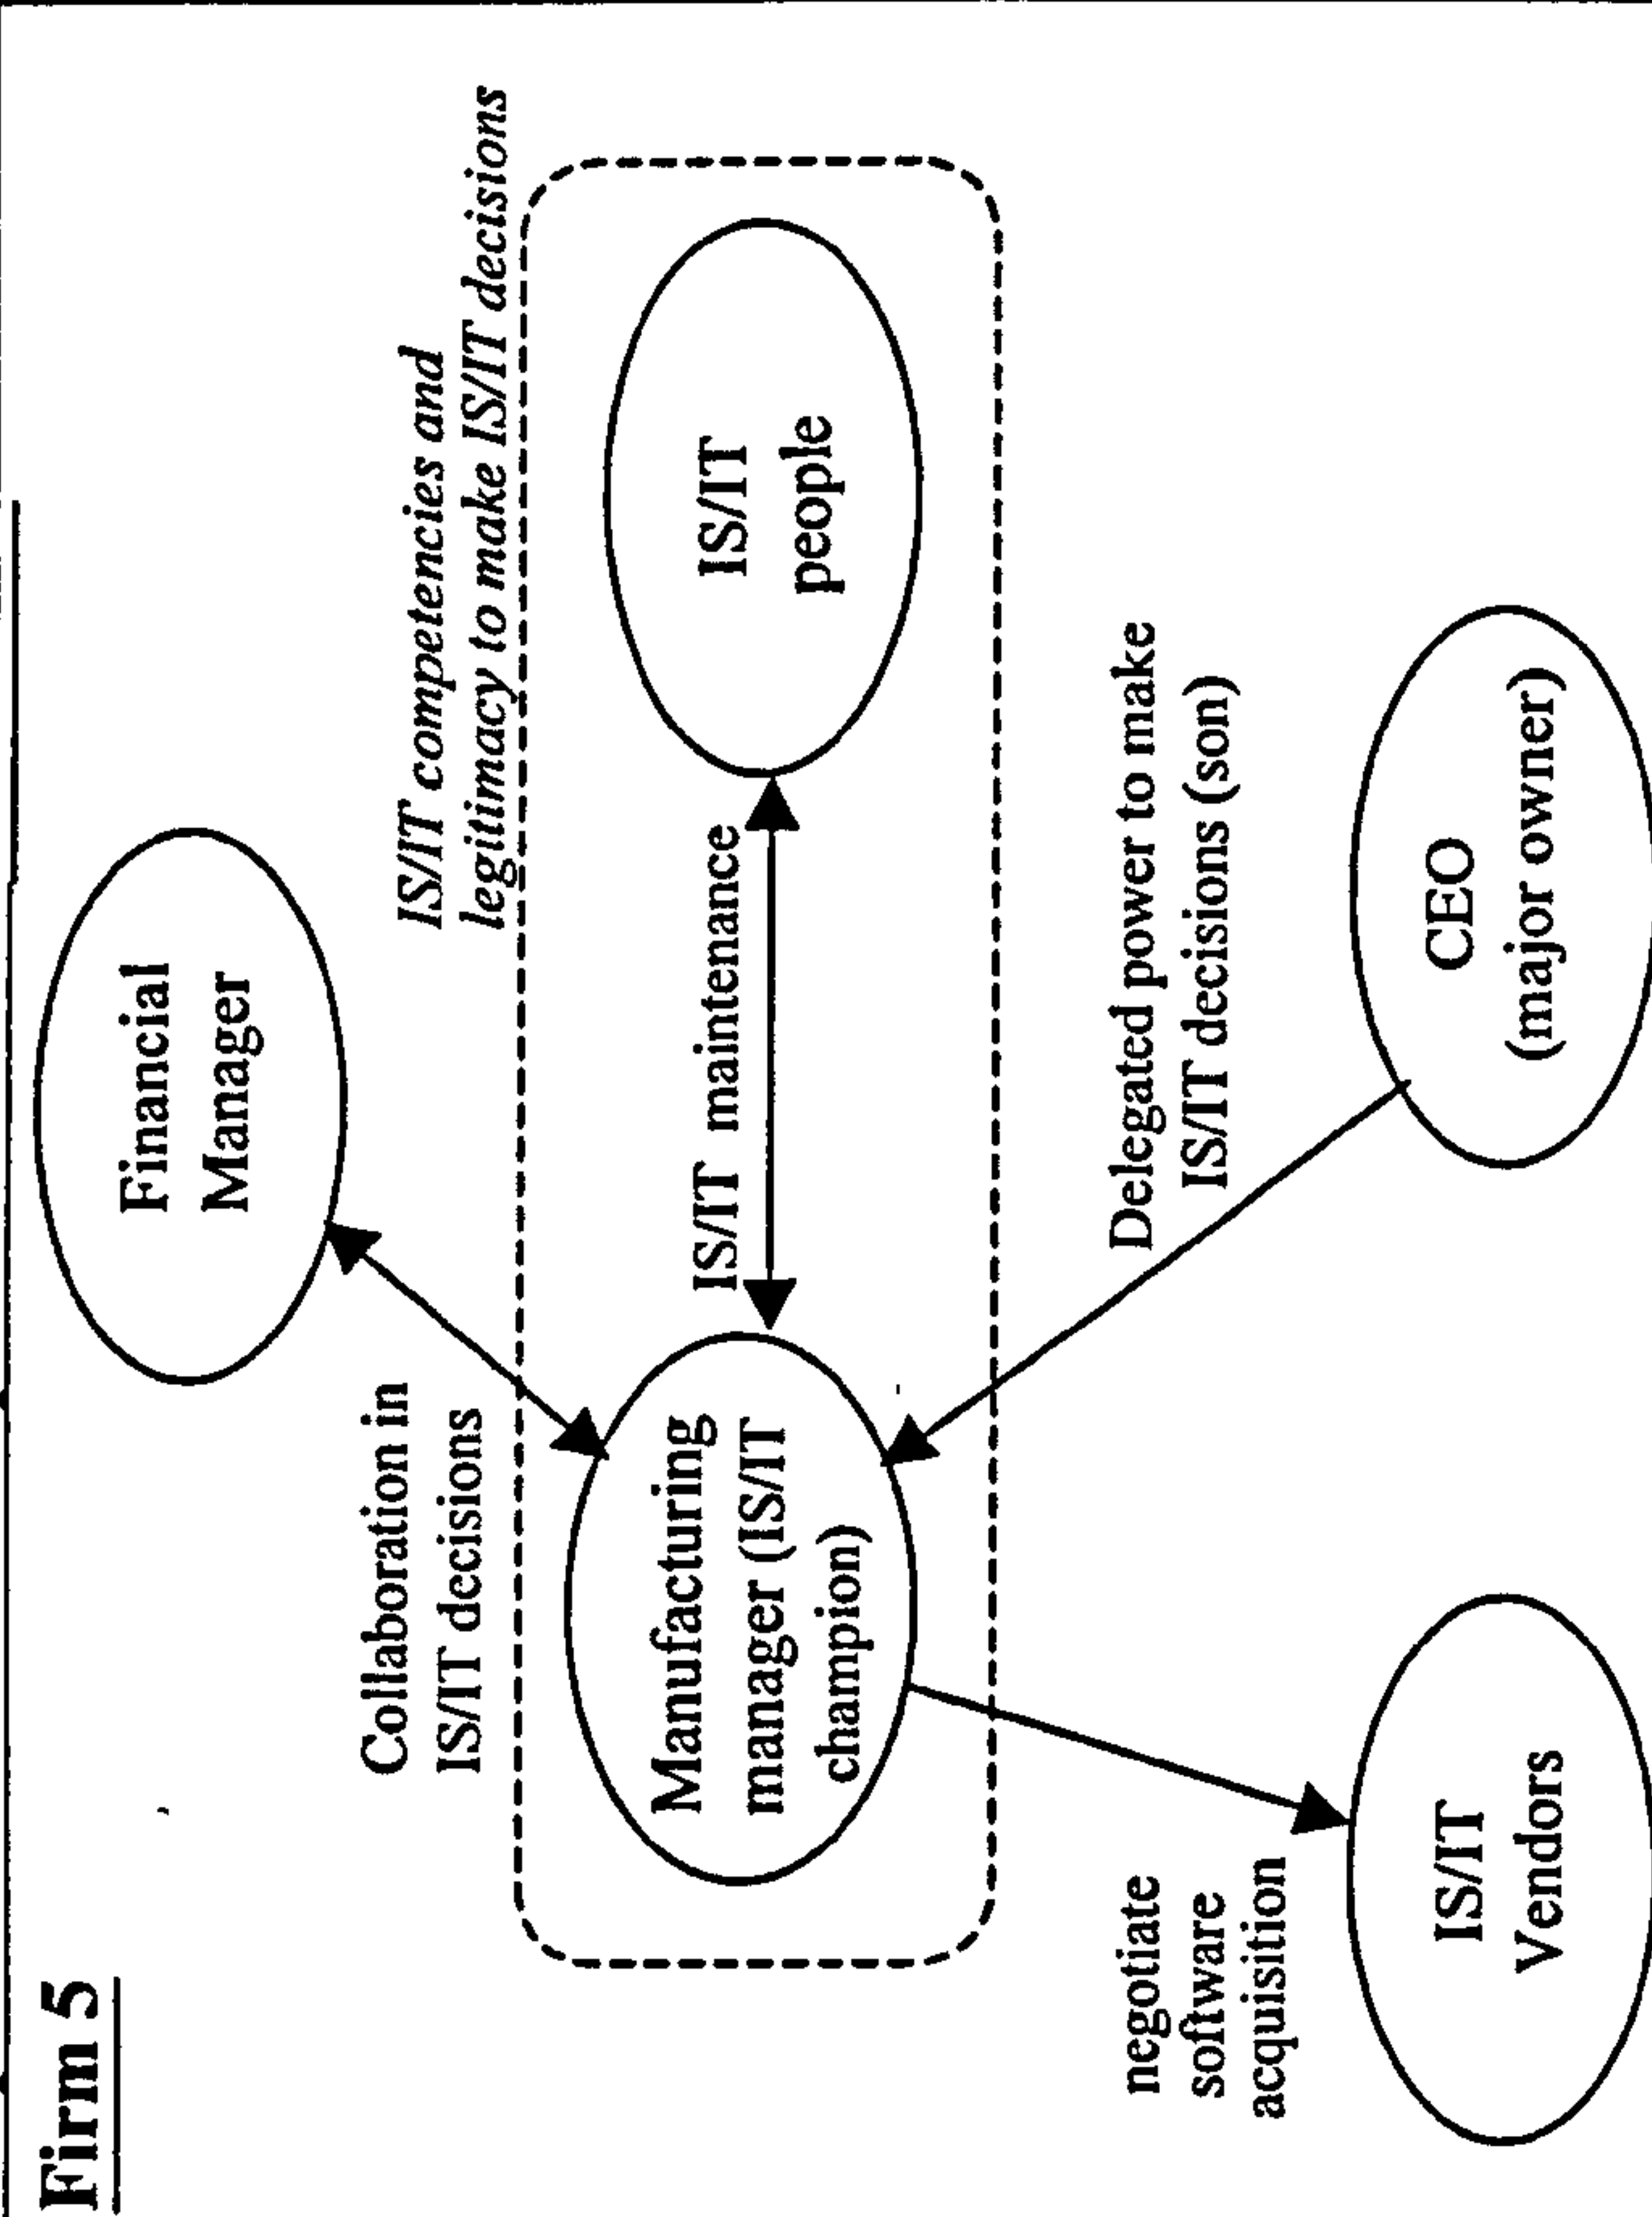 Firm 5
Financial
Manager
Collaboration in
IS/IT decisions
IS/IT competencies and
legitimacy to make IS/IT decisions
Manufacturing
manager (IS/IT
champion)
IS/IT maintenance
IS/IT
people
negotiate
software
acquisition
Delegated power to make
IS/IT decisions (son)
IS/IT
Vendors
CEO
(major owner)